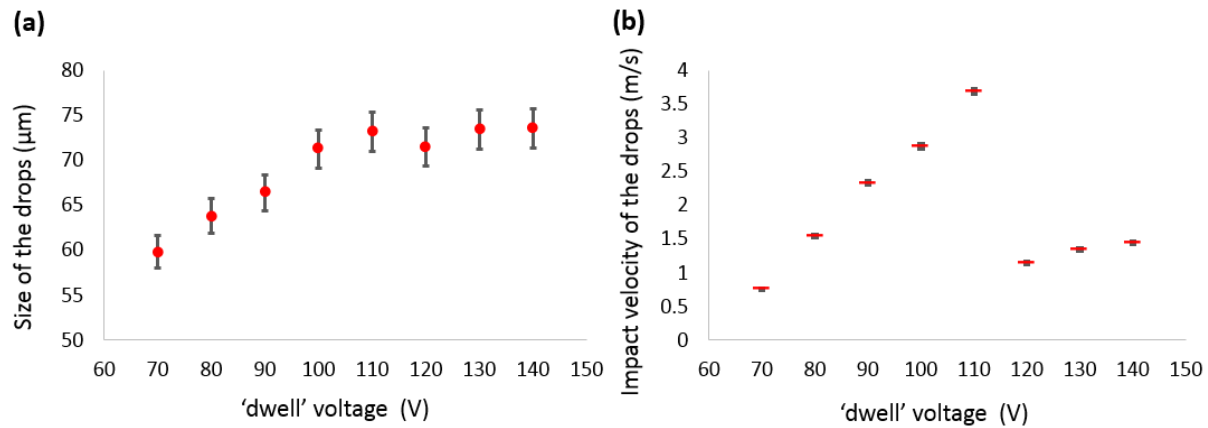 (a)
Size of the drops (μm)
80
75
70
65
60
55
50
60 70 80 90 100 110 120 130 140 150
‘dwell’ voltage (V)
(b)
Impact velocity of the drops (m/s)
4
3.5
3
2.5
2
1.5
1
0.5
0
60 70 80 90 100 110 120 130 140 150
‘dwell’ voltage (V)